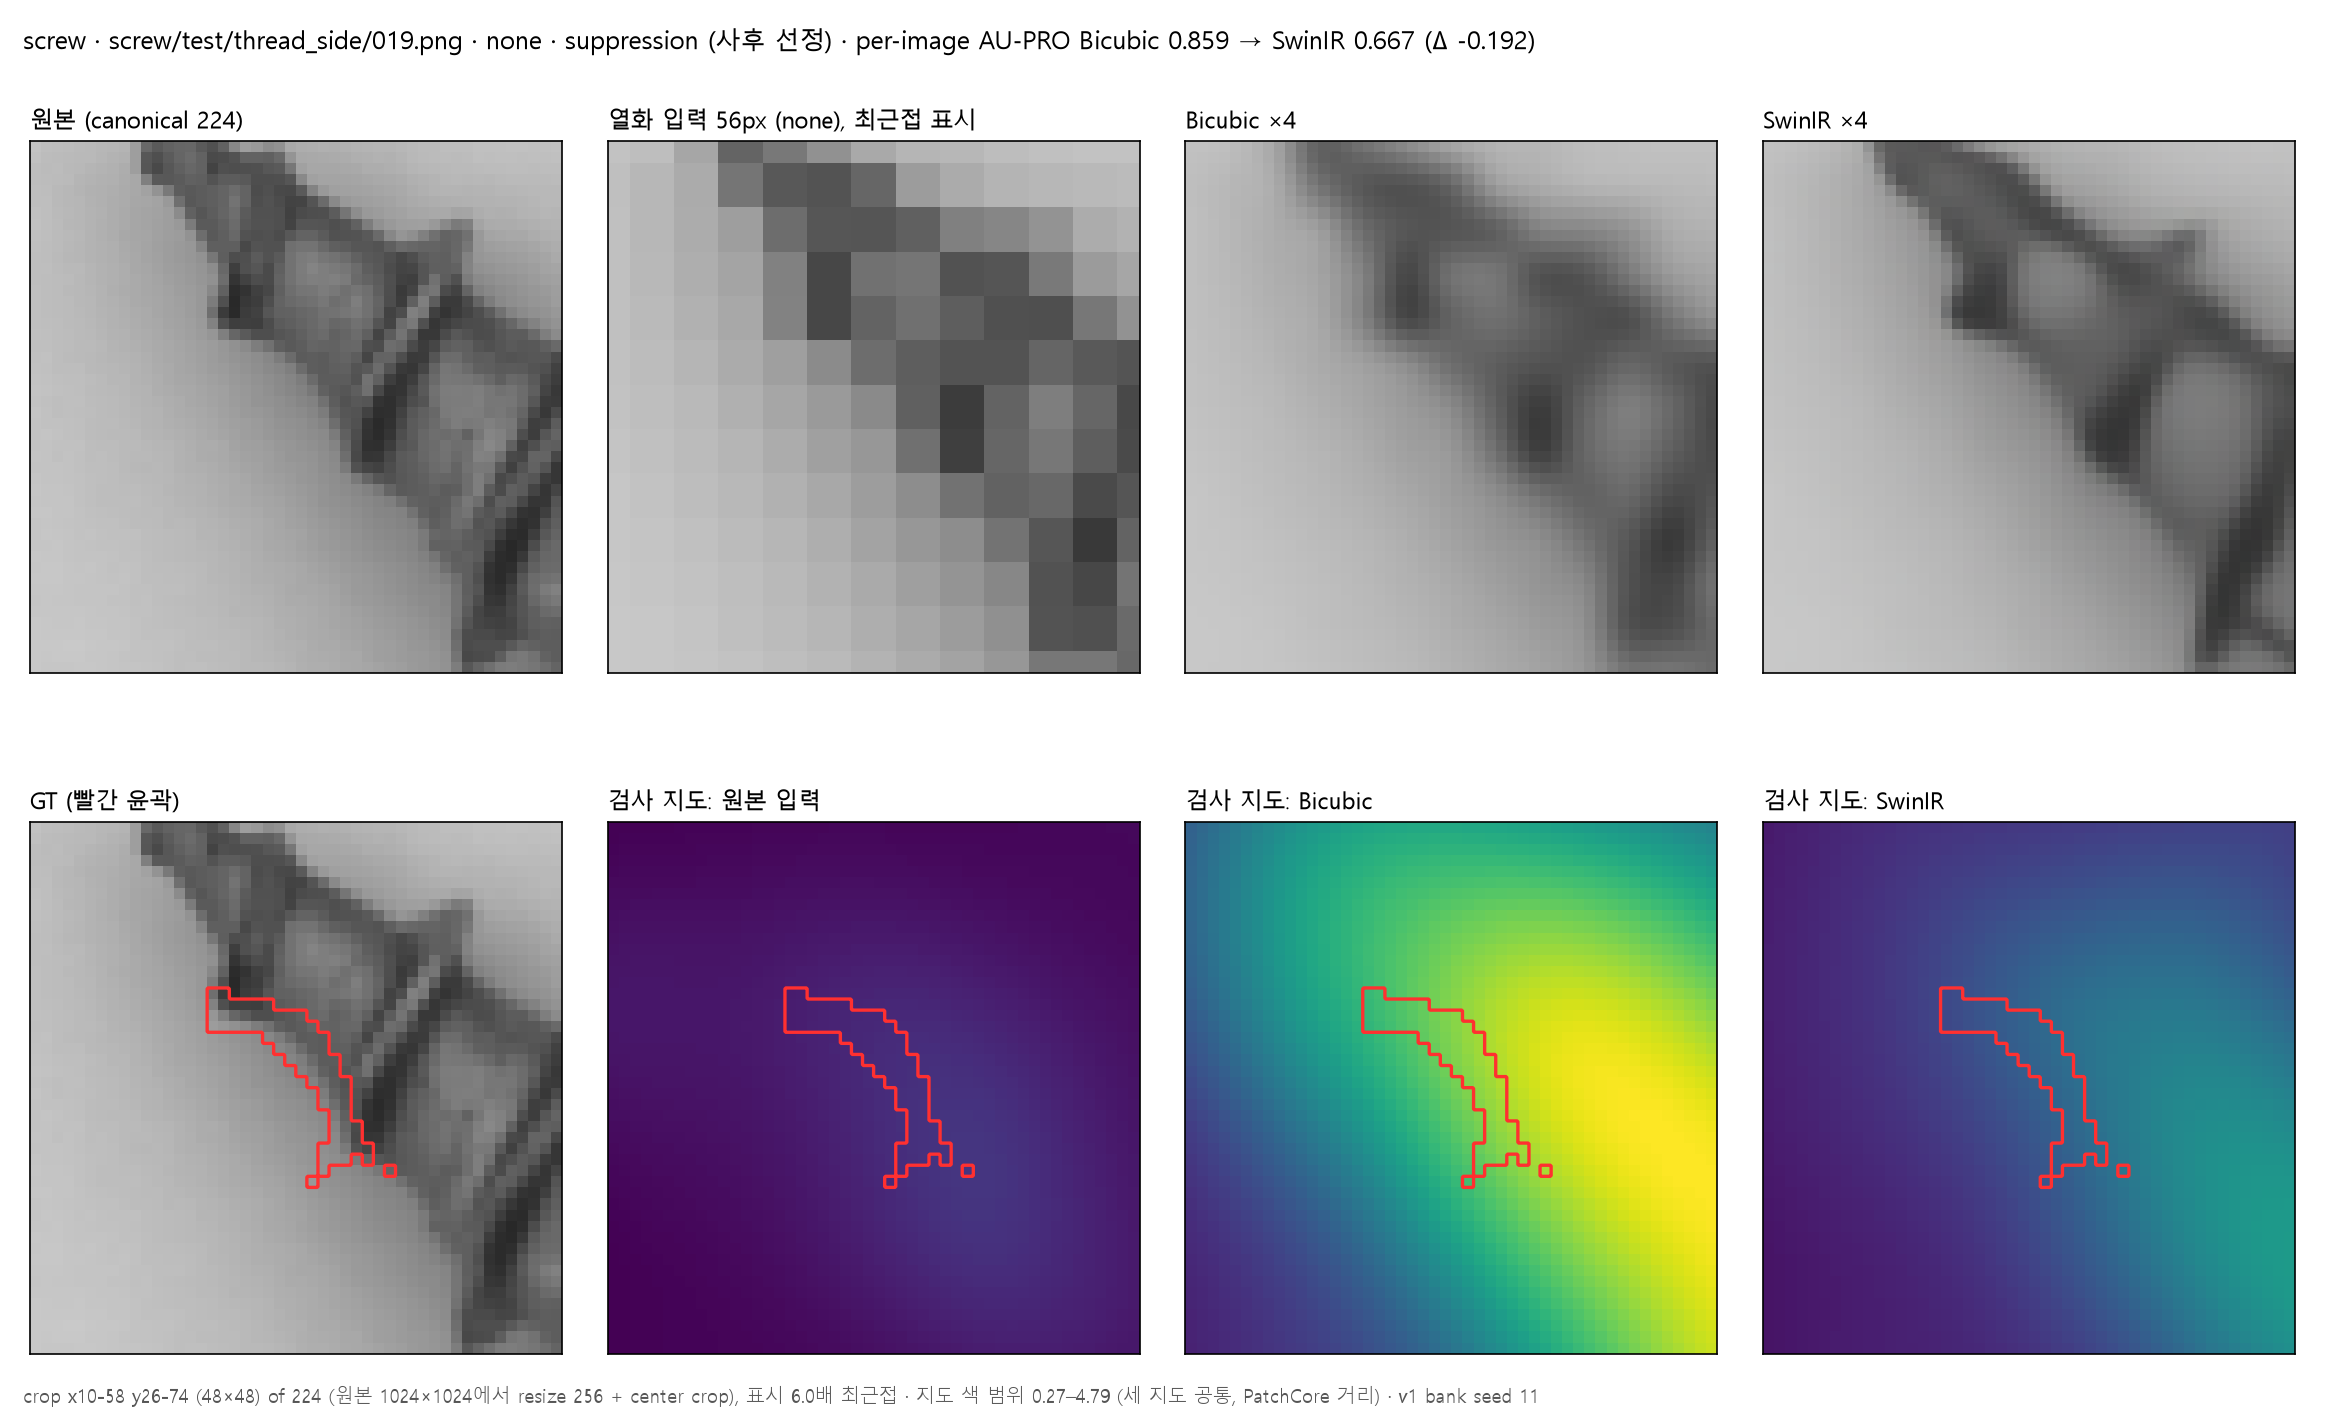 screw · screw/test/thread_side/019.png · none · suppression (사후 선정) · per-image AU-PRO Bicubic 0.859 → SwinIR 0.667 (Δ -0.192)
원본 (canonical 224)
열화 입력 56px (none), 최근접 표시
Bicubic ×4
SwinIR ×4
GT (빨간 윤곽)
검사 지도: 원본 입력
검사 지도: Bicubic
검사 지도: SwinIR
crop x10-58 y26-74 (48×48) of 224 (원본 1024×1024에서 resize 256 + center crop), 표시 6.0배 최근접 · 지도 색 범위 0.27–4.79 (세 지도 공통, PatchCore 거리) · v1 bank seed 11